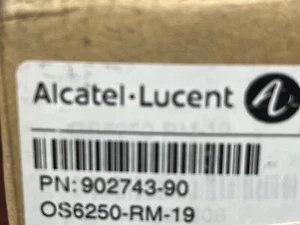 Alcatel·Lucent
PN: 902743-90
OS6250-RM-19